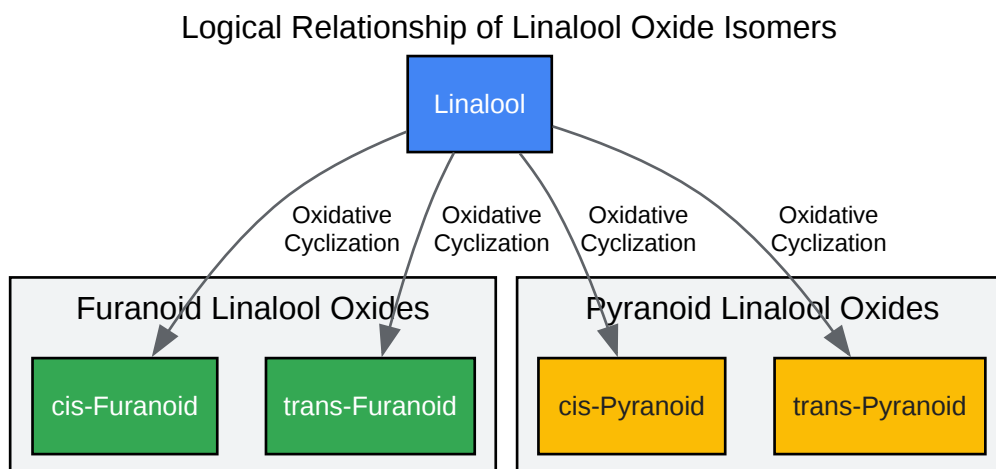 Logical Relationship of Linalool Oxide Isomers
Linalool
Oxidative
Cyclization
Oxidative
Cyclization
Oxidative
Cyclization
Oxidative
Cyclization
Furanoid Linalool Oxides
Pyranoid Linalool Oxides
cis-Furanoid
trans-Furanoid
cis-Pyranoid
trans-Pyranoid